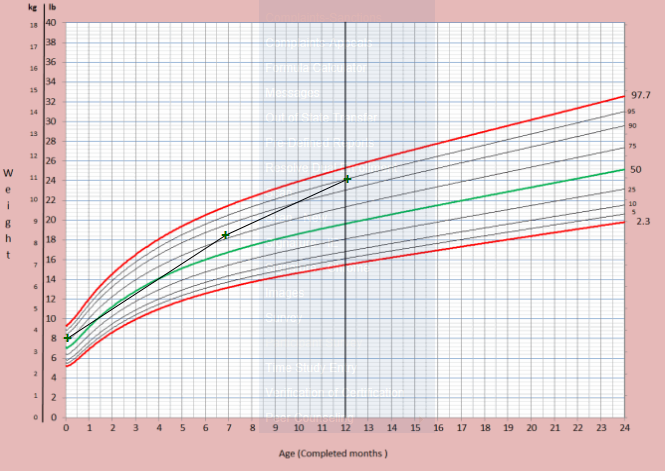 kg lb
18 17 16 15 14 13 12 11 10 9 8 7 6 5 4 3 2 1 0
40 38 36 34 32 30 28 26 24 22 20 18 16 14 12 10 8 6 4 2 0
Weight
97.7
95
90
75
50
25
10
5
2.3
Time Study Entry
0 1 2 3 4 5 6 7 8 9 10 11 12 13 14 15 16 17 18 19 20 21 22 23 24
Age (Completed months )